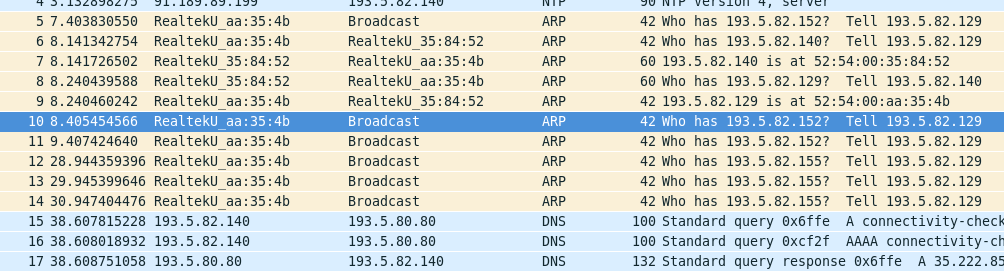 4 3.132898275 91.189.89.199 193.5.82.140 NTP 90 NTP Version 4, server
5 7.403830550 RealtekU_aa:35:4b Broadcast ARP 42 Who has 193.5.82.152? Tell 193.5.82.129
6 8.141342754 RealtekU_aa:35:4b RealtekU_35:84:52 ARP 42 Who has 193.5.82.140? Tell 193.5.82.129
7 8.141726502 RealtekU_35:84:52 RealtekU_aa:35:4b ARP 60 193.5.82.140 is at 52:54:00:35:84:52
8 8.240439588 RealtekU_35:84:52 RealtekU_aa:35:4b ARP 60 Who has 193.5.82.129? Tell 193.5.82.140
9 8.240460242 RealtekU_aa:35:4b RealtekU_35:84:52 ARP 42 193.5.82.129 is at 52:54:00:aa:35:4b
10 8.405454566 RealtekU_aa:35:4b Broadcast ARP 42 Who has 193.5.82.152? Tell 193.5.82.129
11 9.407424640 RealtekU_aa:35:4b Broadcast ARP 42 Who has 193.5.82.152? Tell 193.5.82.129
12 28.944359396 RealtekU_aa:35:4b Broadcast ARP 42 Who has 193.5.82.155? Tell 193.5.82.129
13 29.945399646 RealtekU_aa:35:4b Broadcast ARP 42 Who has 193.5.82.155? Tell 193.5.82.129
14 30.947404476 RealtekU_aa:35:4b Broadcast ARP 42 Who has 193.5.82.155? Tell 193.5.82.129
15 38.607815228 193.5.82.140 193.5.80.80 DNS 100 Standard query 0x6ffe A connectivity-check
16 38.608018932 193.5.82.140 193.5.80.80 DNS 100 Standard query 0xcf2f AAAA connectivity-ch
17 38.608751058 193.5.80.80 193.5.82.140 DNS 132 Standard query response 0x6ffe A 35.222.85